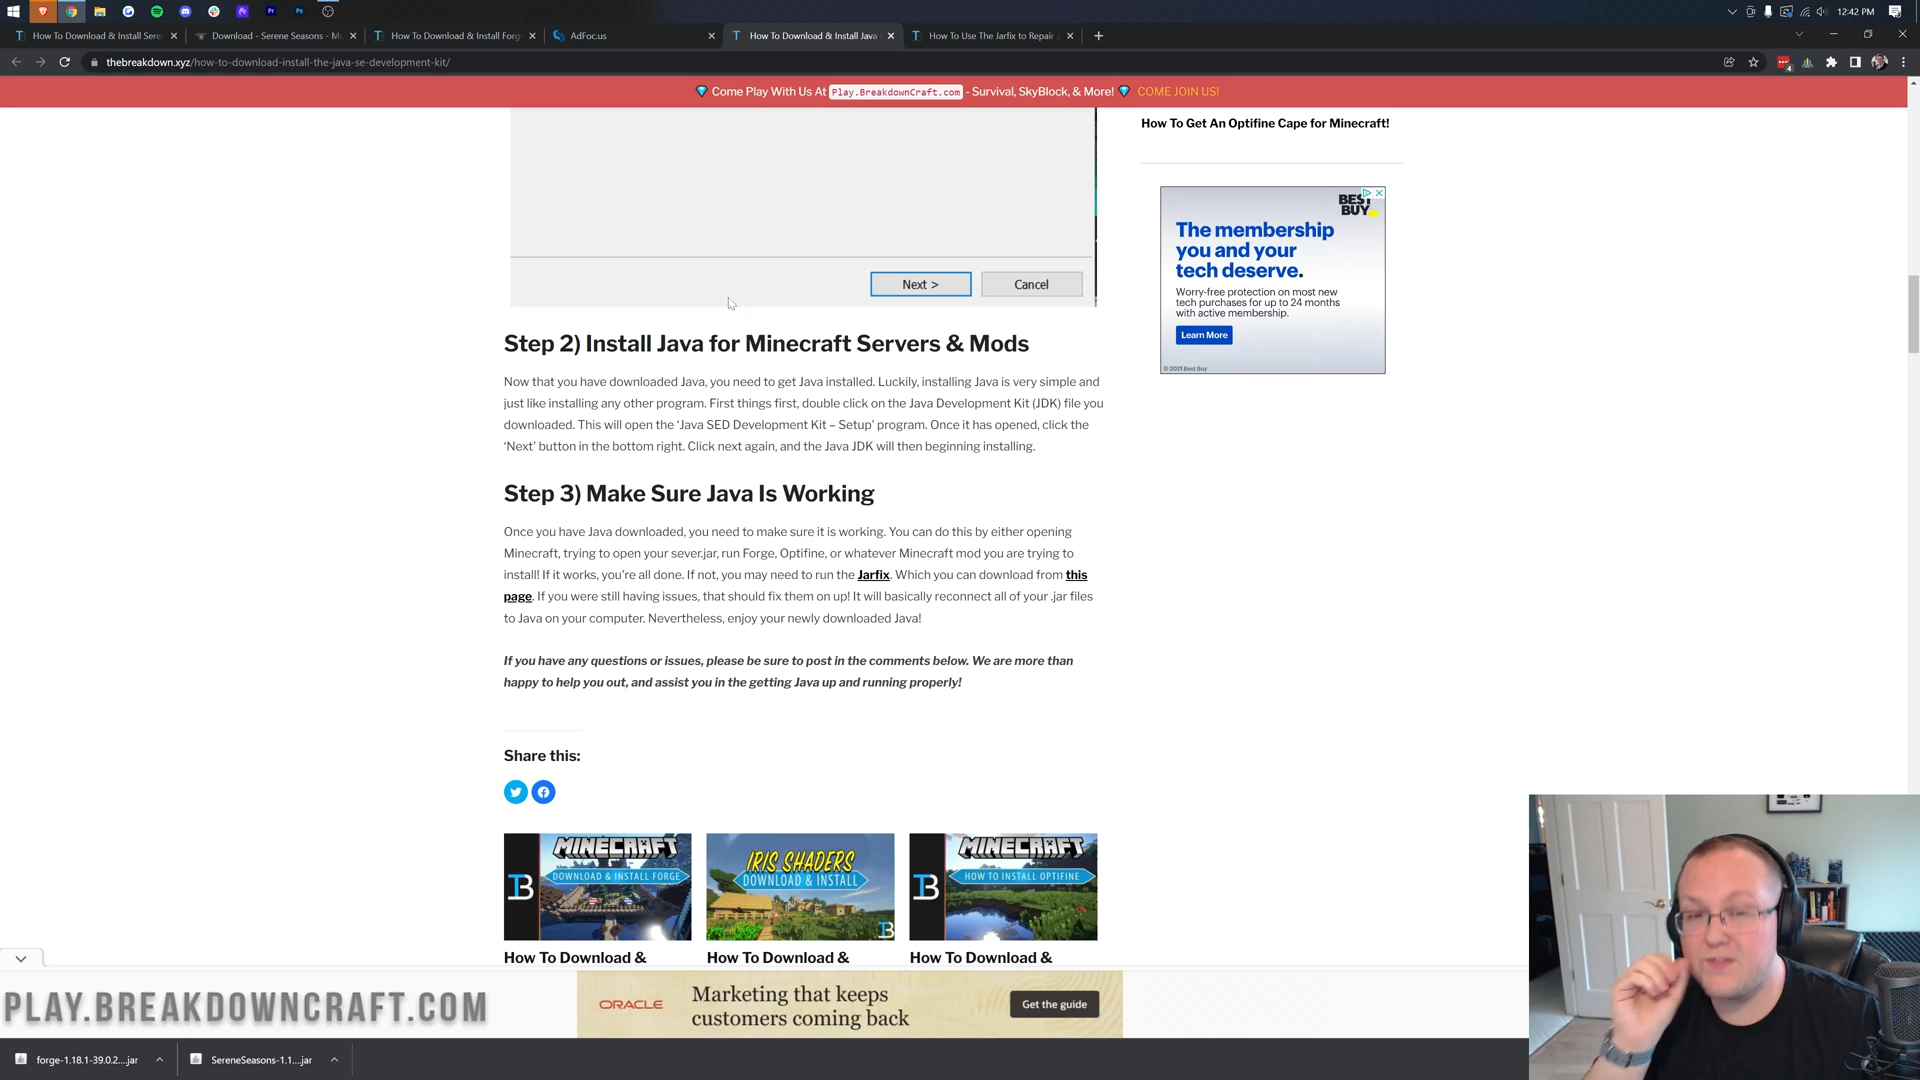 12:42 PM
How To Download & Install Sere
Download - Serene Seasons - M
How To Download & Install Forg
AdFoc.us
How To Download & Install Java
How To Use The Jarfix to Repair
thebreakdown.xyz/how-to-download-install-the-java-se-development-kit/
Come Play With Us At Play.BreakdownCraft.com - Survival, SkyBlock, & More! COME JOIN US!
How To Get An Optifine Cape for Minecraft!
BEST
BUY
The membership
you and your
tech deserve.
Worry-free protection on most new
tech purchases for up to 24 months
with active membership.
Learn More
© 2021 Best Buy
Next >
Cancel
Step 2) Install Java for Minecraft Servers & Mods
Now that you have downloaded Java, you need to get Java installed. Luckily, installing Java is very simple and
just like installing any other program. First things first, double click on the Java Development Kit (JDK) file you
downloaded. This will open the ‘Java SED Development Kit – Setup’ program. Once it has opened, click the
‘Next’ button in the bottom right. Click next again, and the Java JDK will then beginning installing.
Step 3) Make Sure Java Is Working
Once you have Java downloaded, you need to make sure it is working. You can do this by either opening
Minecraft, trying to open your sever.jar, run Forge, Optifine, or whatever Minecraft mod you are trying to
install! If it works, you're all done. If not, you may need to run the Jarfix. Which you can download from this
page. If you were still having issues, that should fix them on up! It will basically reconnect all of your .jar files
to Java on your computer. Nevertheless, enjoy your newly downloaded Java!
If you have any questions or issues, please be sure to post in the comments below. We are more than
happy to help you out, and assist you in the getting Java up and running properly!
Share this:
MINECRAFT
DOWNLOAD & INSTALL FORGE
IRIS SHADERS
DOWNLOAD & INSTALL
MINECRAFT
HOW TO INSTALL OPTIFINE
How To Download &
How To Download &
How To Download &
PLAY.BREAKDOWNCRAFT.COM
ORACLE
Marketing that keeps
customers coming back
Get the guide
forge-1.18.1-39.0.2....jar
SereneSeasons-1.1....jar